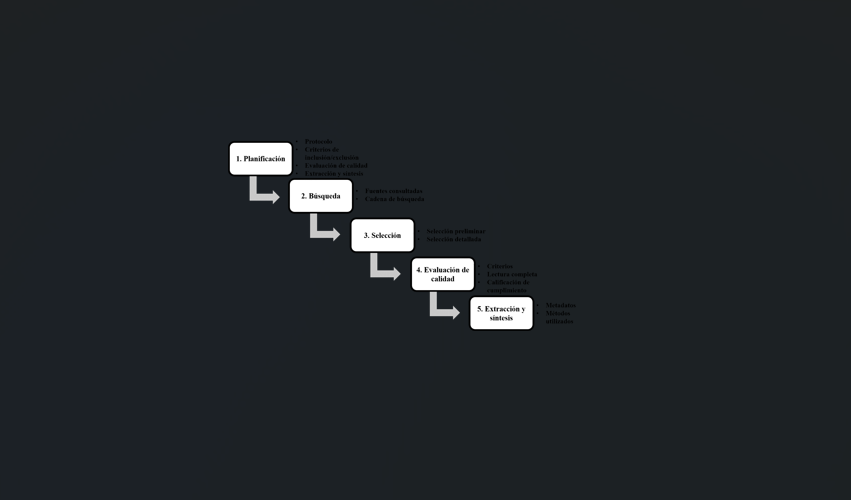 • Protocolo
• Criterios de
inclusión/exclusión
• Evaluación de calidad
• Extracción y síntesis
1. Planificación
• Fuentes consultadas
• Cadena de búsqueda
2. Búsqueda
• Selección preliminar
• Selección detallada
3. Selección
• Criterios
• Lectura completa
• Calificación de
cumplimiento
4. Evaluación de
calidad
• Metadatos
• Métodos
utilizados
5. Extracción y
síntesis